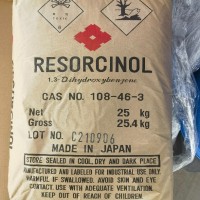 RESORCINOL
1,3-Dihydroxybenzene
CAS NO. 108-46-3
Net 25 kg
Gross 25.4 kg
LOT NO. C210906
MADE IN JAPAN
STORE SEALED IN COOL, DRY AND DARK PLACE
MANUFACTURED AND LABELED FOR INDUSTRIAL USE ONLY.
HARMFUL IF SWALLOWED. AVOID SKIN AND EYE
CONTACT. USE WITH ADEQUATE VENTILATION.
KEEP OUT OF REACH OF CHILDREN.